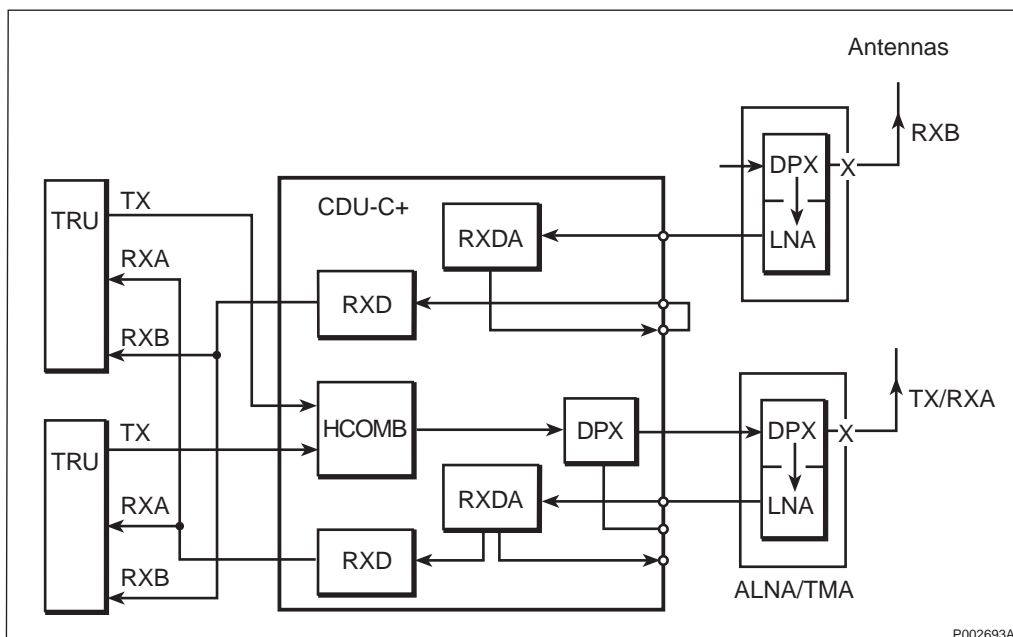 Antennas
RXB
DPX
X
LNA
CDU-C+
TRU
TX
RXDA
RXA
RXD
RXB
TX/RXA
TRU
TX
HCOMB
DPX
DPX
X
LNA
RXDA
RXA
RXD
RXB
ALNA/TMA
P002693A